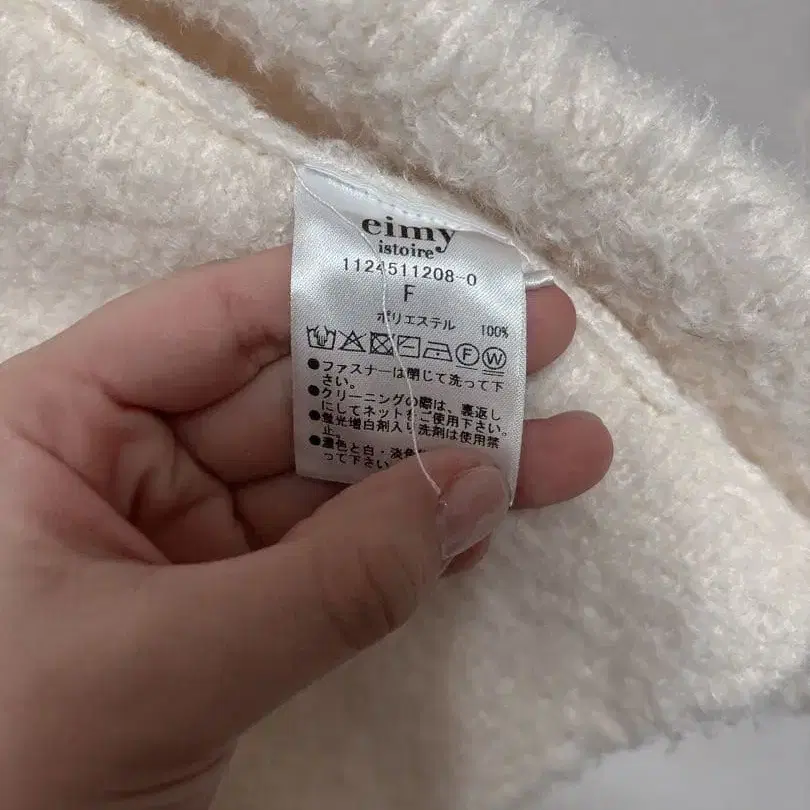 eimy
istoire
1124511208-0
F
ポリエステル 100%
F W
●ファスナーは閉じて洗って下
さい。
●クリーニングの際は、裏返し
にしてネットをご使用下さい。
●蛍光増白剤入り洗剤は使用禁
止。
●濃色と白・淡色
って下さい